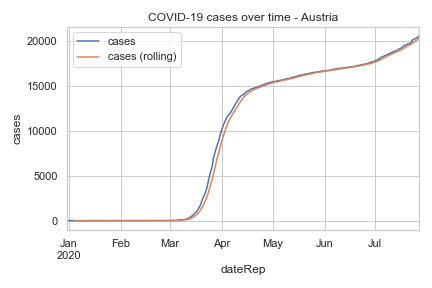 COVID-19 cases over time - Austria
cases
cases (rolling)
20000
15000
10000
5000
0
cases
Jan Feb Mar Apr May Jun Jul
2020
dateRep